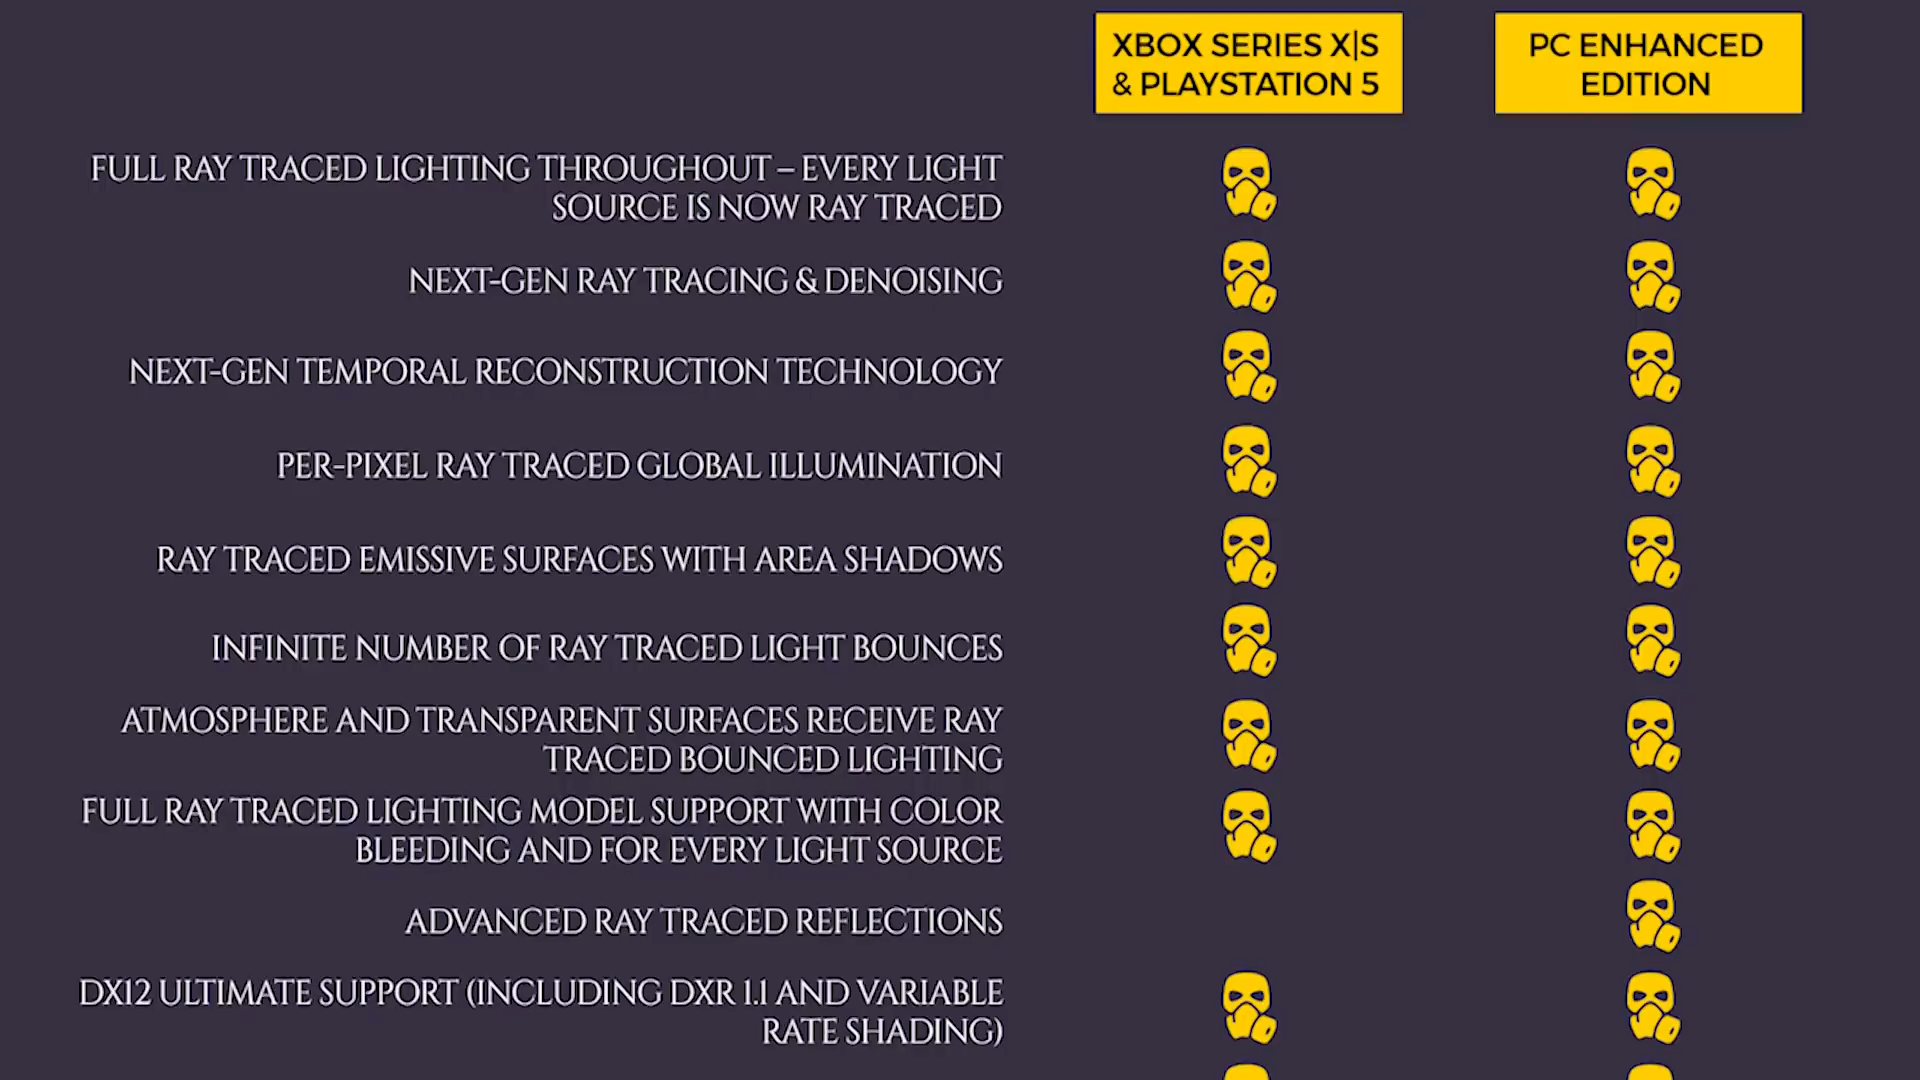 XBOX SERIES X|S
& PLAYSTATION 5
PC ENHANCED
EDITION
FULL RAY TRACED LIGHTING THROUGHOUT – EVERY LIGHT
SOURCE IS NOW RAY TRACED
NEXT-GEN RAY TRACING & DENOISING
NEXT-GEN TEMPORAL RECONSTRUCTION TECHNOLOGY
PER-PIXEL RAY TRACED GLOBAL ILLUMINATION
RAY TRACED EMISSIVE SURFACES WITH AREA SHADOWS
INFINITE NUMBER OF RAY TRACED LIGHT BOUNCES
ATMOSPHERE AND TRANSPARENT SURFACES RECEIVE RAY
TRACED BOUNCED LIGHTING
FULL RAY TRACED LIGHTING MODEL SUPPORT WITH COLOR
BLEEDING AND FOR EVERY LIGHT SOURCE
ADVANCED RAY TRACED REFLECTIONS
DX12 ULTIMATE SUPPORT (INCLUDING DXR 1.1 AND VARIABLE
RATE SHADING)